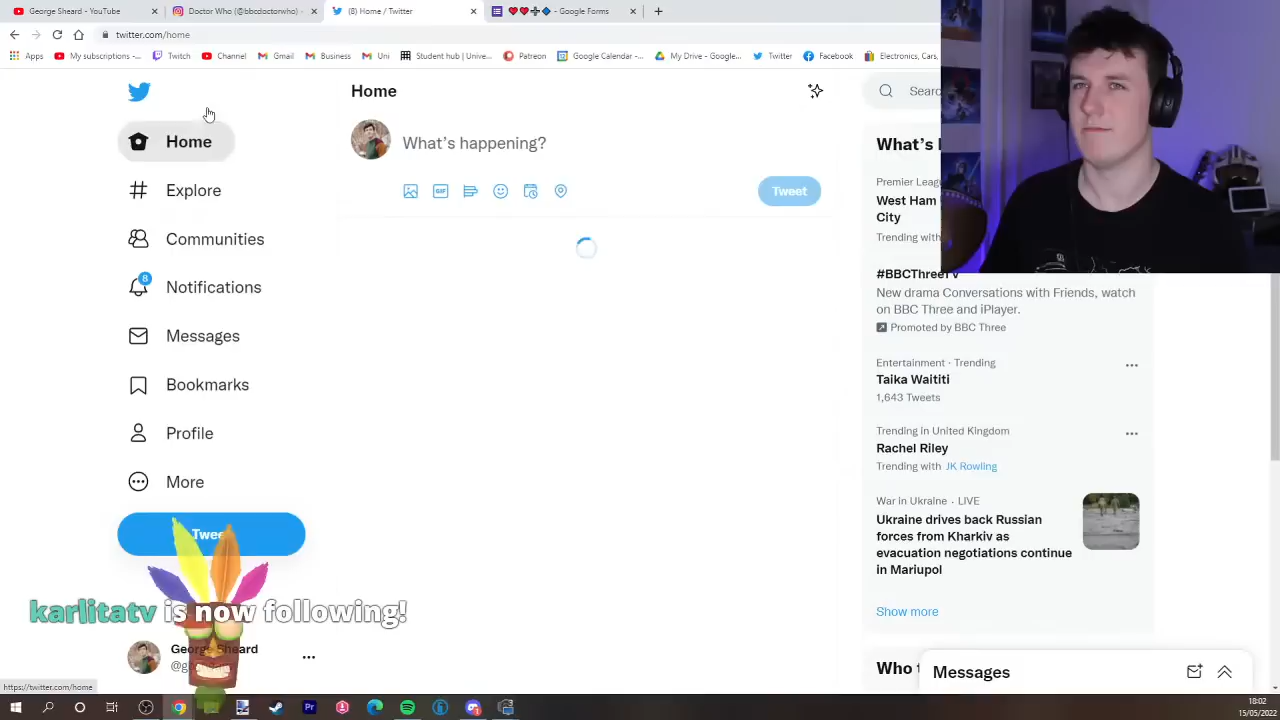 George Sheard - YouTube
Doctor Who (@bbcdoctorwho) ·
(8) Home / Twitter
- Google Forms
twitter.com/home
Apps
My subscriptions -...
Twitch
Channel
Gmail
Business
Uni
Student hub | Unive...
Patreon
Google Calendar -...
My Drive - Google...
Twitter
Facebook
Electronics, Cars,
Home
Explore
Communities
8
Notifications
Messages
Bookmarks
Profile
More
Home
What's happening?
GIF
Tweet
Premier
West Ham
City
Trending with
#BBCThreeTV
New drama Conversations with Friends, watch
on BBC Three and iPlayer.
Promoted by BBC Three
Entertainment · Trending
Taika Waititi
1,643 Tweets
Trending in United Kingdom
Rachel Riley
Trending with JK Rowling
War in Ukraine · LIVE
Ukraine drives back Russian
forces from Kharkiv as
evacuation negotiations continue
in Mariupol
Show more
Messages
karlitatv is now following!
George Sheard
https://twitter.com/home
Pr
18:02
15/05/2022